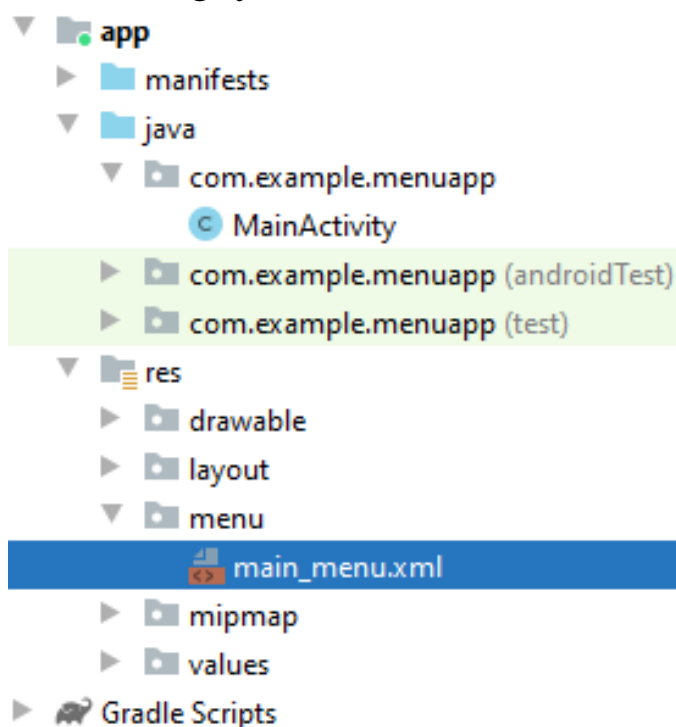 app
manifests
java
com.example.menuapp
C MainActivity
com.example.menuapp (androidTest)
com.example.menuapp (test)
res
drawable
layout
menu
main_menu.xml
mipmap
values
Gradle Scripts